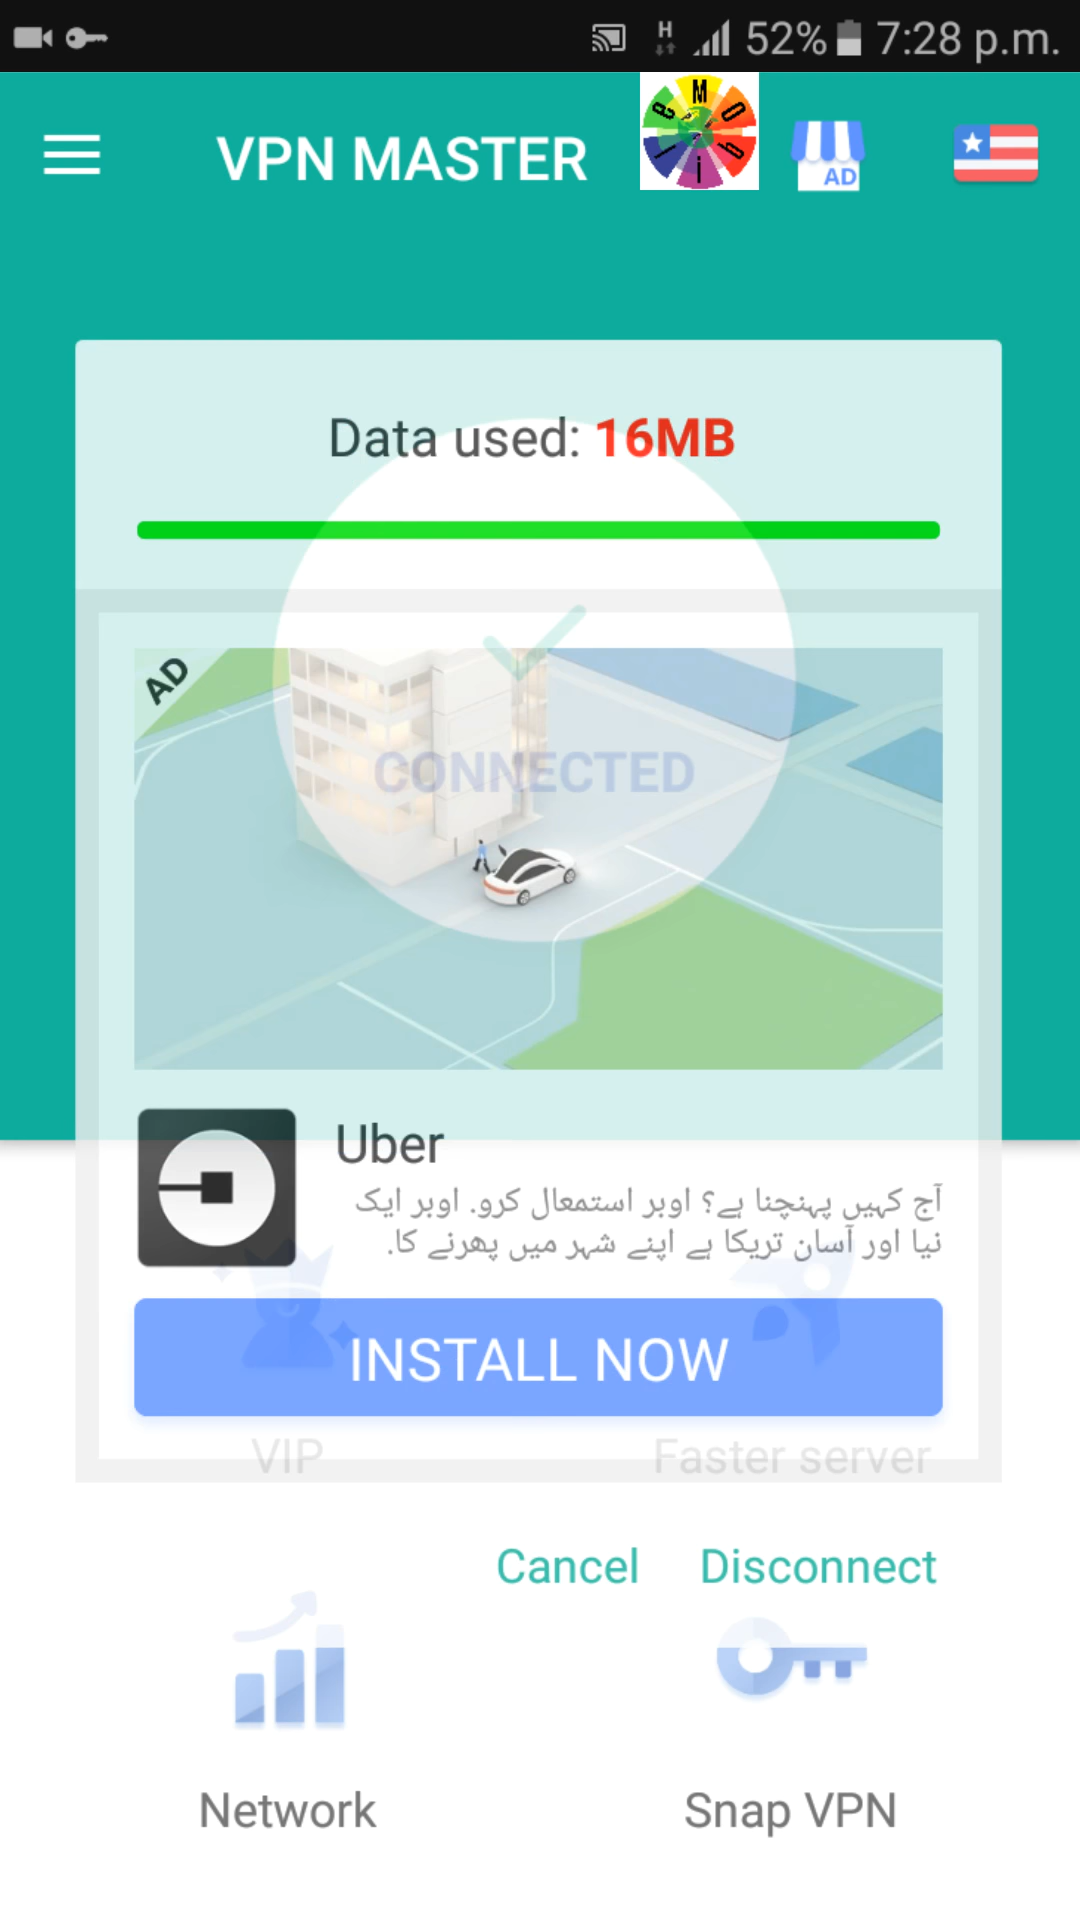 H 52% 7:28 p.m.
VPN MASTER
e M o b i l
AD
Data used: 16MB
AD
CONNECTED
Uber
آج کہیں پہنچنا ہے؟ اوبر استمعال کرو. اوبر ایک
نیا اور آسان تریکا ہے اپنے شہر میں پھرنے کا.
INSTALL NOW
VIP Faster server
Cancel Disconnect
Network Snap VPN